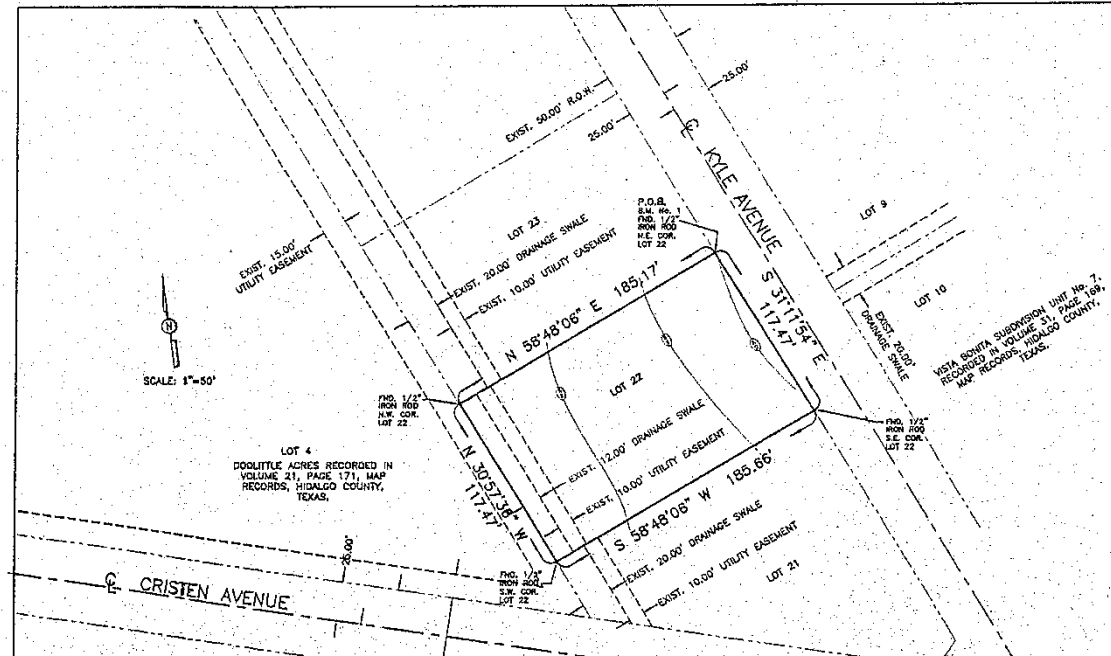 EXIST. 50.00' R.O.W.
25.00'
25.00'
℄ KYLE AVENUE
S 31°11'54" E
117.47'
P.O.B.
B.M. No. 1
FND. 1/2"
IRON ROD
N.E. COR.
LOT 22
LOT 9
LOT 10
EXIST. 20.00'
DRAINAGE SWALE
VISTA BONITA SUBDIVISION UNIT No. 7,
RECORDED IN VOLUME 31, PAGE 169,
MAP RECORDS, HIDALGO COUNTY,
TEXAS.
EXIST. 15.00'
UTILITY EASEMENT
LOT 23
EXIST. 20.00' DRAINAGE SWALE
EXIST. 10.00' UTILITY EASEMENT
N 58°48'06" E 185.17'
N
SCALE: 1"=50'
FND. 1/2"
IRON ROD
N.W. COR.
LOT 22
LOT 22
EXIST. 12.00' DRAINAGE SWALE
EXIST. 10.00' UTILITY EASEMENT
FND. 1/2"
IRON ROD
S.E. COR.
LOT 22
LOT 4
DOOLITTLE ACRES RECORDED IN
VOLUME 21, PAGE 171, MAP
RECORDS, HIDALGO COUNTY,
TEXAS.
N 30°57'38" W
117.47'
S 58°48'06" W 185.66'
EXIST. 20.00' DRAINAGE SWALE
EXIST. 10.00' UTILITY EASEMENT
LOT 21
FND. 1/2"
IRON ROD
S.W. COR.
LOT 22
25.00'
℄ CRISTEN AVENUE